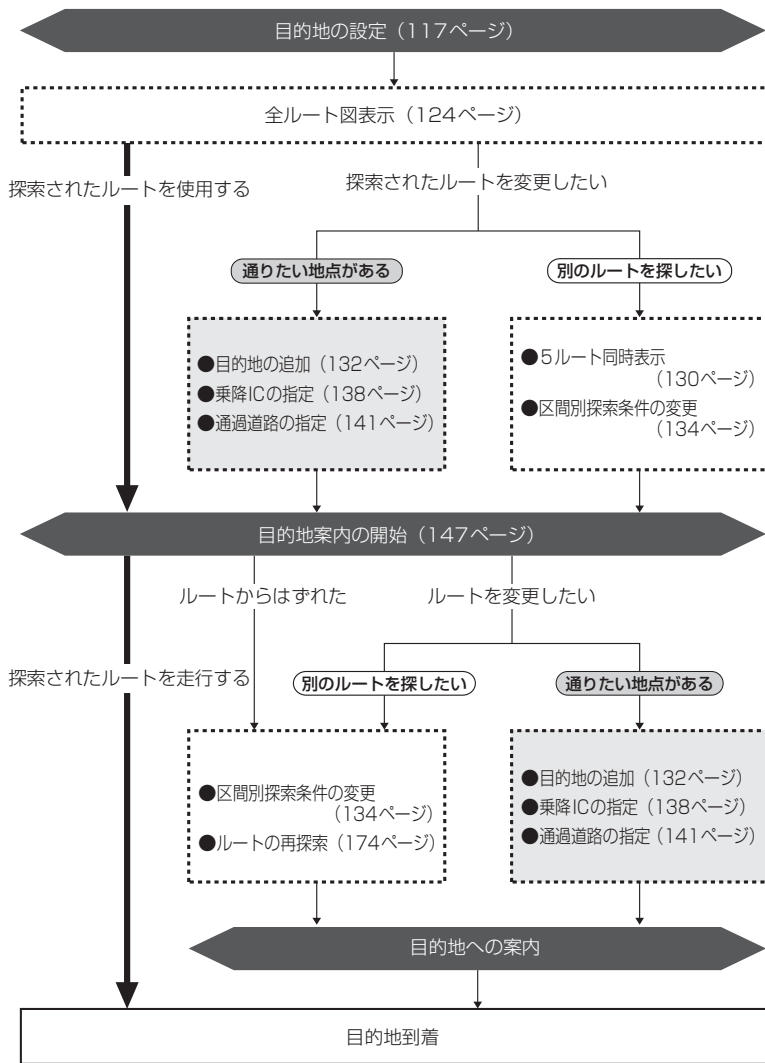 目的地の設定（117ページ）
全ルート図表示（124ページ）
探索されたルートを使用する
探索されたルートを変更したい
通りたい地点がある
別のルートを探したい
●目的地の追加（132ページ）
●乗降ICの指定（138ページ）
●通過道路の指定（141ページ）
●5ルート同時表示
（130ページ）
●区間別探索条件の変更
（134ページ）
目的地案内の開始（147ページ）
ルートからはずれた
ルートを変更したい
探索されたルートを走行する
別のルートを探したい
通りたい地点がある
●区間別探索条件の変更
（134ページ）
●ルートの再探索（174ページ）
●目的地の追加（132ページ）
●乗降ICの指定（138ページ）
●通過道路の指定（141ページ）
目的地への案内
目的地到着